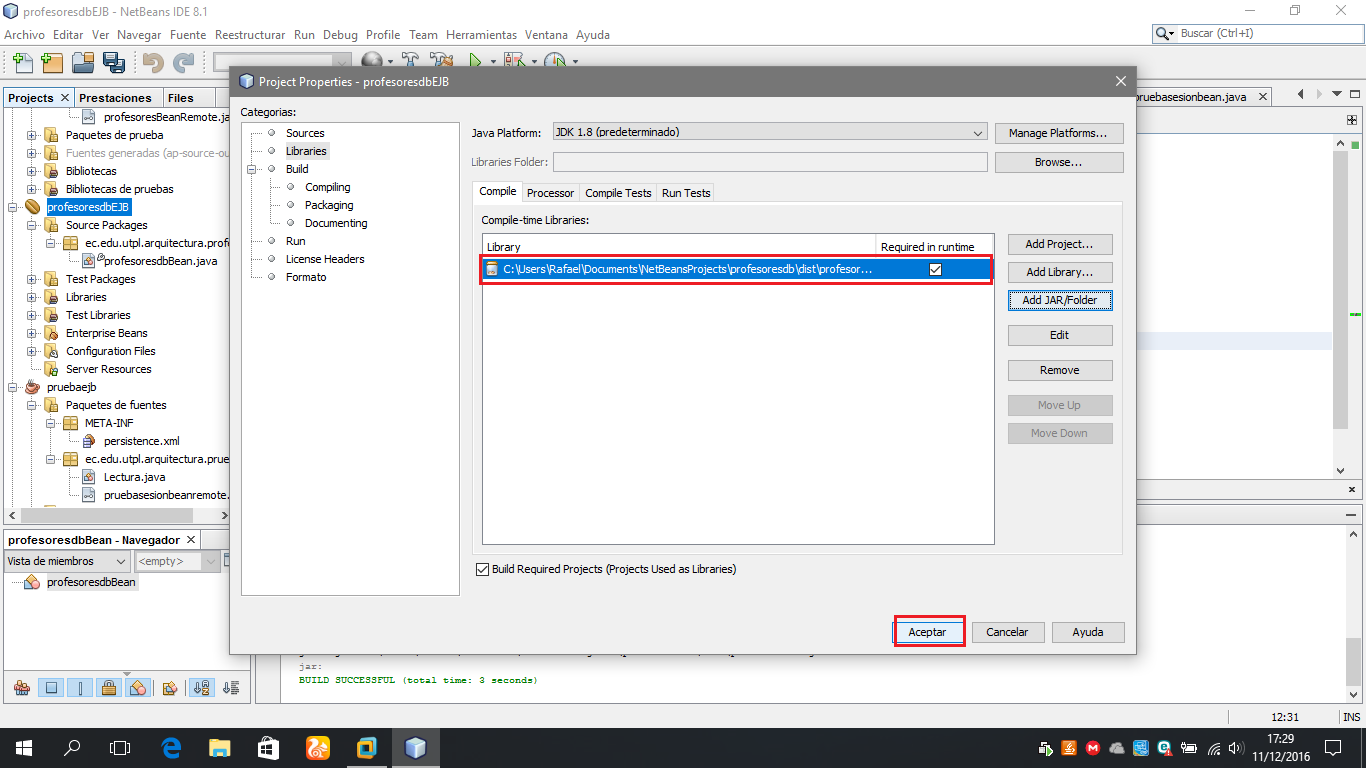 profesoresdbEJB - NetBeans IDE 8.1
Archivo Editar Ver Navegar Fuente Reestructurar Run Debug Profile Team Herramientas Ventana Ayuda
Buscar (Ctrl+I)
Projects Prestaciones Files
profesoresBeanRemote.ja
Paquetes de prueba
Fuentes generadas (ap-source-ou
Bibliotecas
Bibliotecas de pruebas
profesoresdbEJB
Source Packages
ec.edu.utpl.arquitectura.prof
profesoresdbBean.java
Test Packages
Libraries
Test Libraries
Enterprise Beans
Configuration Files
Server Resources
pruebaejb
Paquetes de fuentes
META-INF
persistence.xml
ec.edu.utpl.arquitectura.prue
Lectura.java
pruebasesionbeanremote.
profesoresdbBean - Navegador
Vista de miembros <empty>
profesoresdbBean
Project Properties - profesoresdbEJB
Categorias:
Sources
Libraries
Build
Compiling
Packaging
Documenting
Run
License Headers
Formato
Java Platform: JDK 1.8 (predeterminado) Manage Platforms...
Libraries Folder: Browse...
Compile Processor Compile Tests Run Tests
Compile-time Libraries:
Library Required in runtime
C:\Users\Rafael\Documents\NetBeansProjects\profesoresdb\dist\profesor...
Add Project...
Add Library...
Add JAR/Folder
Edit
Remove
Move Up
Move Down
Build Required Projects (Projects Used as Libraries)
Aceptar Cancelar Ayuda
pruebasesionbean.java
jar:
BUILD SUCCESSFUL (total time: 3 seconds)
12:31 INS
17:29
11/12/2016